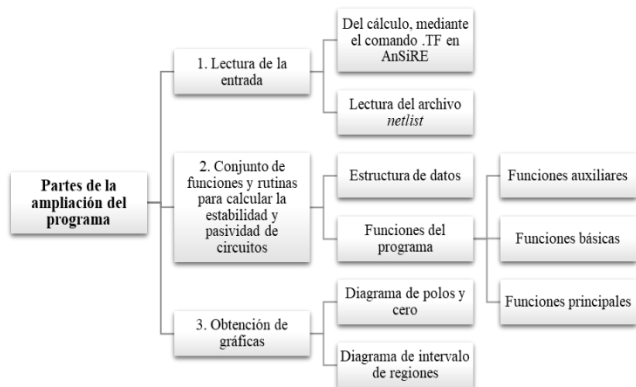 Partes de la
ampliación del
programa
1. Lectura de la
entrada
Del cálculo, mediante
el comando .TF en
AnSiRE
Lectura del archivo
netlist
2. Conjunto de
funciones y rutinas
para calcular la
estabilidad y
pasividad de
circuitos
Estructura de datos
Funciones del
programa
Funciones auxiliares
Funciones básicas
Funciones principales
3. Obtención de
gráficas
Diagrama de polos y
cero
Diagrama de intervalo
de regiones